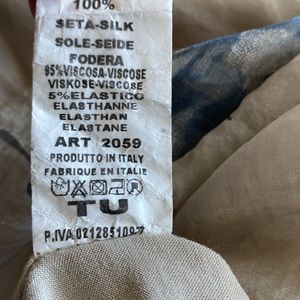 100%
SETA-SILK
SOLE-SEIDE
FODERA
95%VISCOSA-VISCOSE
VISKOSE-VISCOSE
5%ELASTICO
ELASTHANNE
ELASTHAN
ELASTANE
ART 2059
PRODUTTO IN ITALY
FABRIQUE EN ITALIE
TU
P.IVA